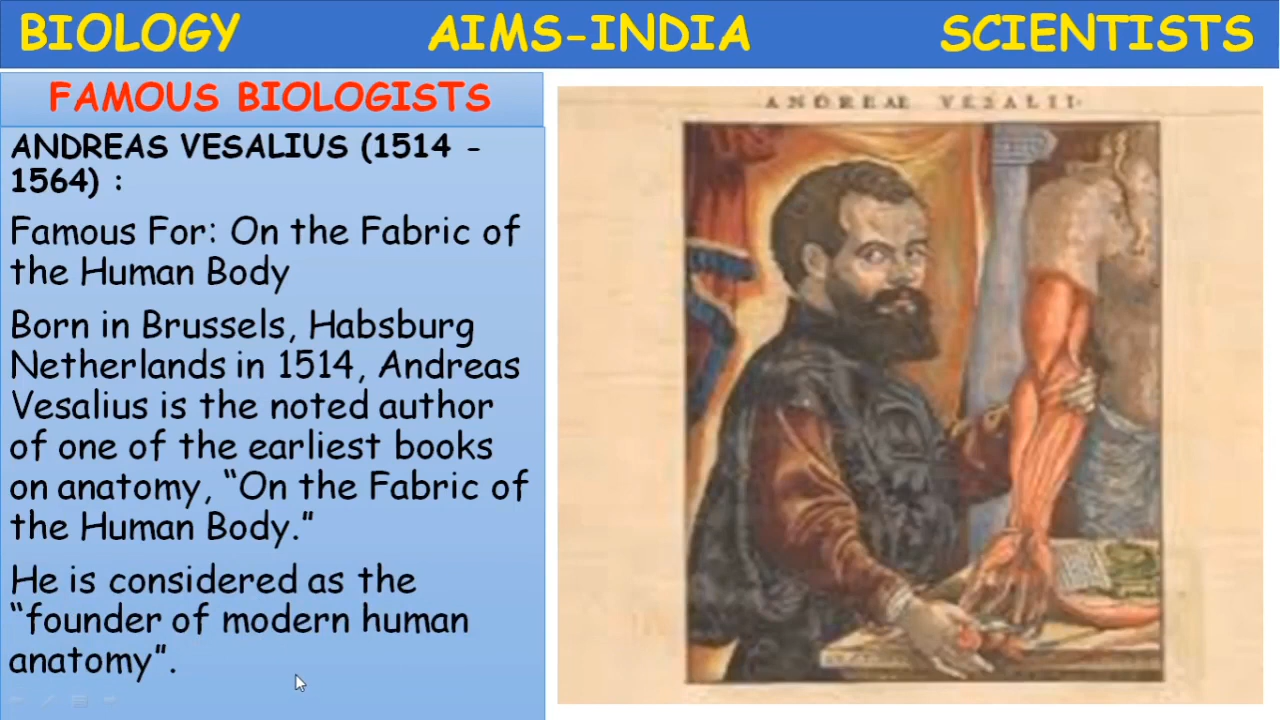 BIOLOGY AIMS-INDIA SCIENTISTS
FAMOUS BIOLOGISTS
ANDREAS VESALIUS (1514 -
1564) :
Famous For: On the Fabric of
the Human Body
Born in Brussels, Habsburg
Netherlands in 1514, Andreas
Vesalius is the noted author
of one of the earliest books
on anatomy, “On the Fabric of
the Human Body.”
He is considered as the
“founder of modern human
anatomy”.
ANDREAE VESALII.